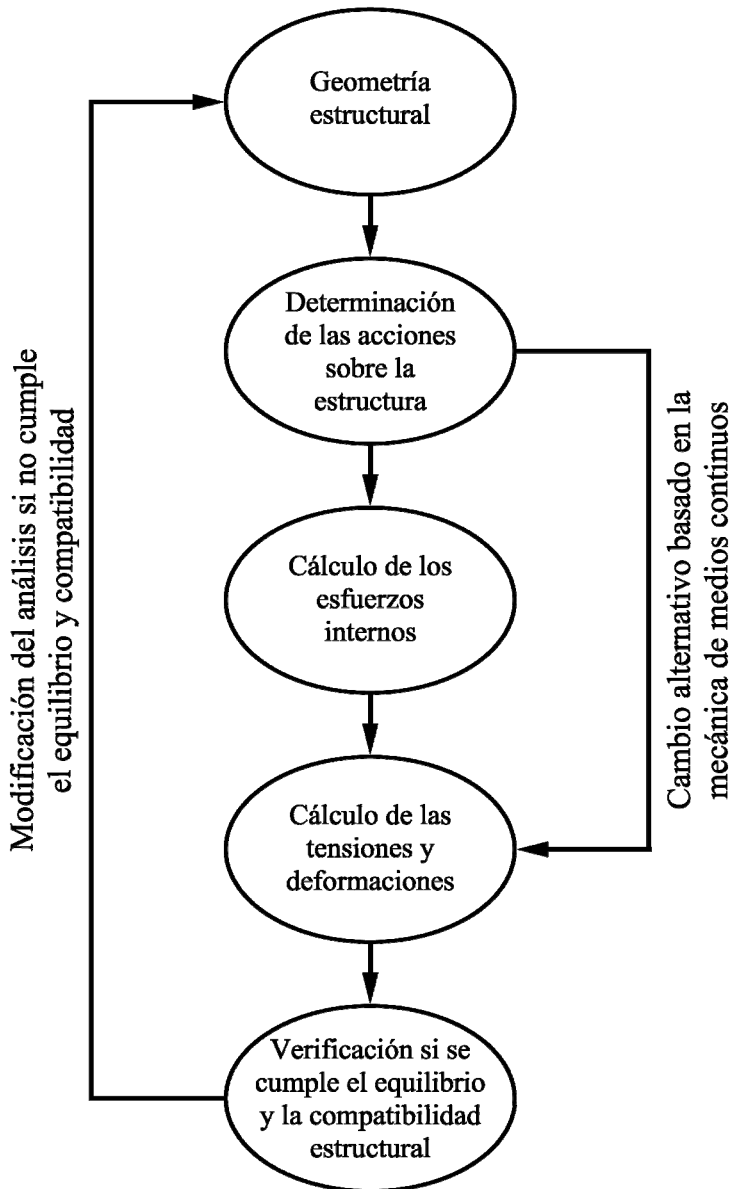 Geometría
estructural
Determinación
de las acciones
sobre la
estructura
Cálculo de los
esfuerzos
internos
Cálculo de las
tensiones y
deformaciones
Verificación si se
cumple el equilibrio
y la compatibilidad
estructural
Modificación del análisis si no cumple
el equilibrio y compatibilidad
Cambio alternativo basado en la
mecánica de medios continuos